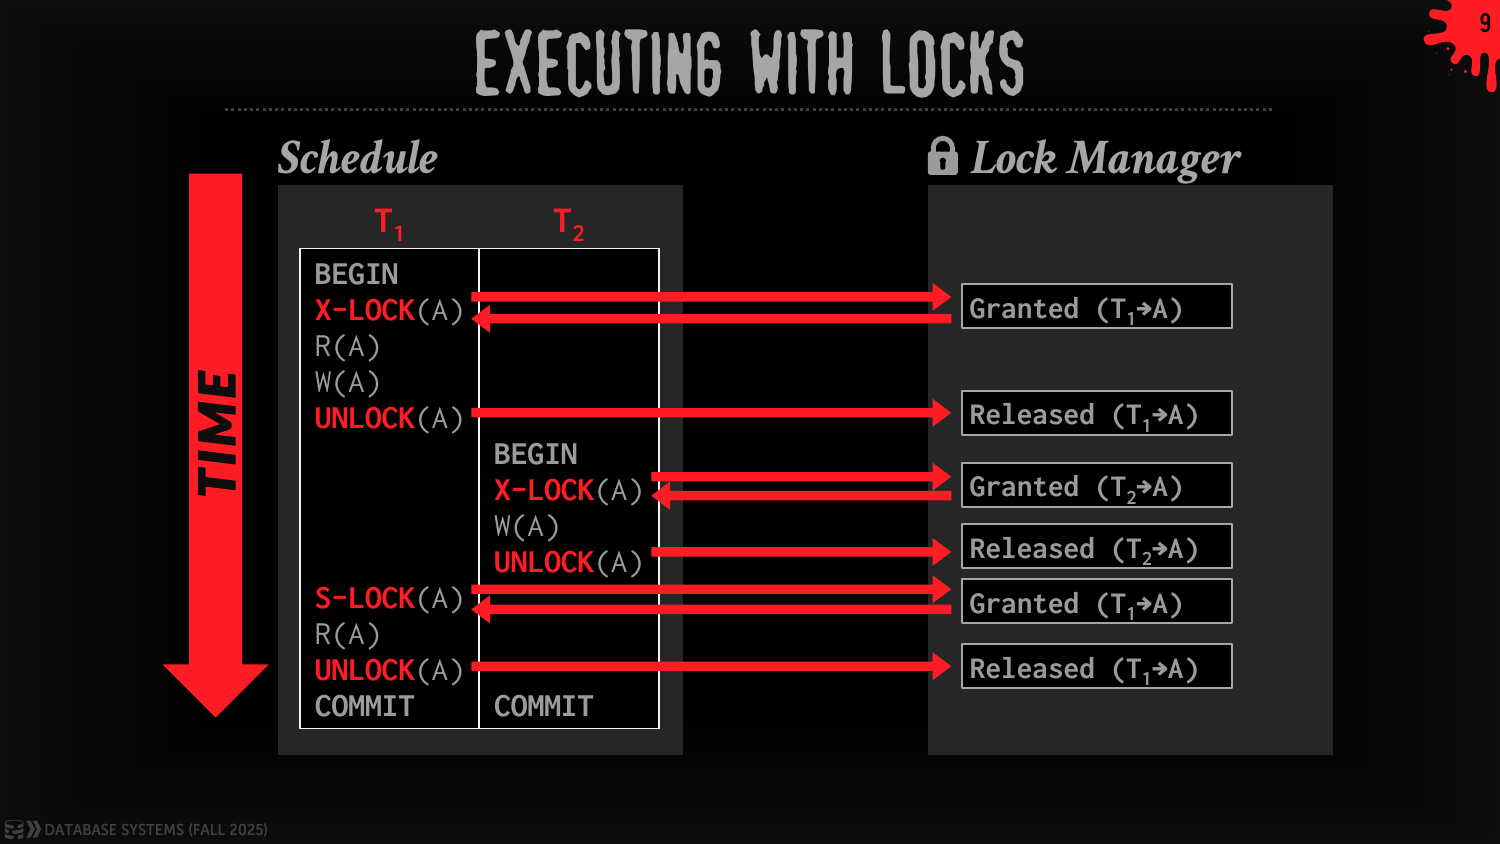 EXECUTING WITH LOCKS
9
Schedule
Lock Manager
TIME
T1
T2
BEGIN
X-LOCK(A)
Granted (T1→A)
R(A)
W(A)
UNLOCK(A)
Released (T1→A)
BEGIN
X-LOCK(A)
Granted (T2→A)
W(A)
UNLOCK(A)
Released (T2→A)
S-LOCK(A)
Granted (T1→A)
R(A)
UNLOCK(A)
Released (T1→A)
COMMIT
COMMIT
DATABASE SYSTEMS (FALL 2025)